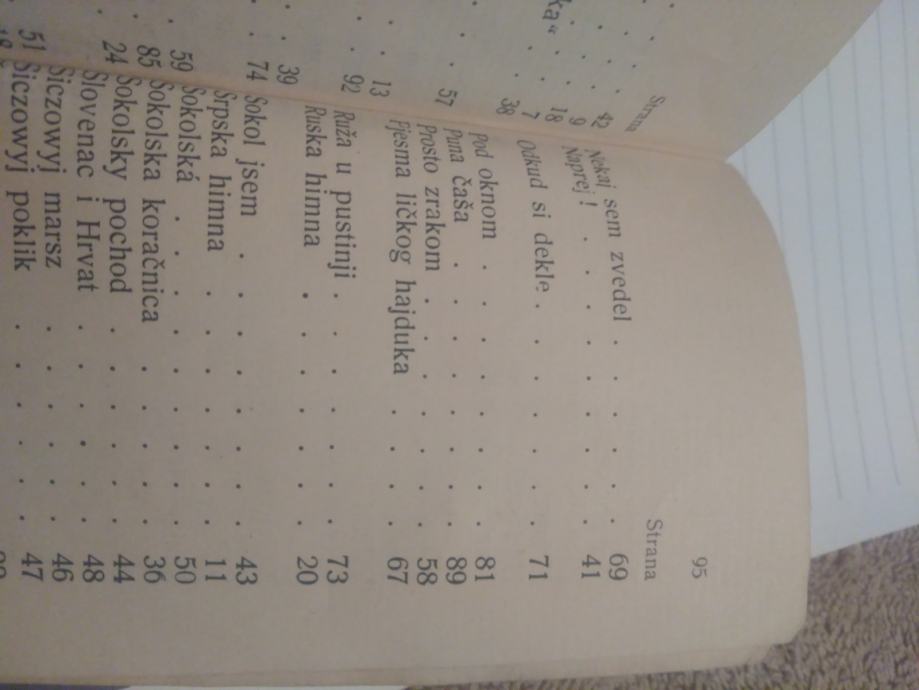 Strana
42
9
18
ka“
7
38
57
13
92
39
74
59
85
24
51
18
95
Strana
Nekaj sem zvedel . . . . 69
Naprej! . . . . . . 41
Odkud si dekle . . . . 71
Pod oknom . . . . . 81
Puna čaša . . . . . 89
Prosto zrakom . . . . . 58
Pjesma ličkog hajduka . . . 67
Ruža u pustinji . . . . 73
Ruska himna . . . . 20
Sokol jsem . . . . . 43
Srpska himna . . . . . 11
Sokolská . . . . . . 50
Sokolska koračnica . . . . 36
Sokolsky pochod . . . . 44
Slovenac i Hrvat . . . . 48
Siczowyj marsz . . . . 46
Siczowyj poklik . . . . 47